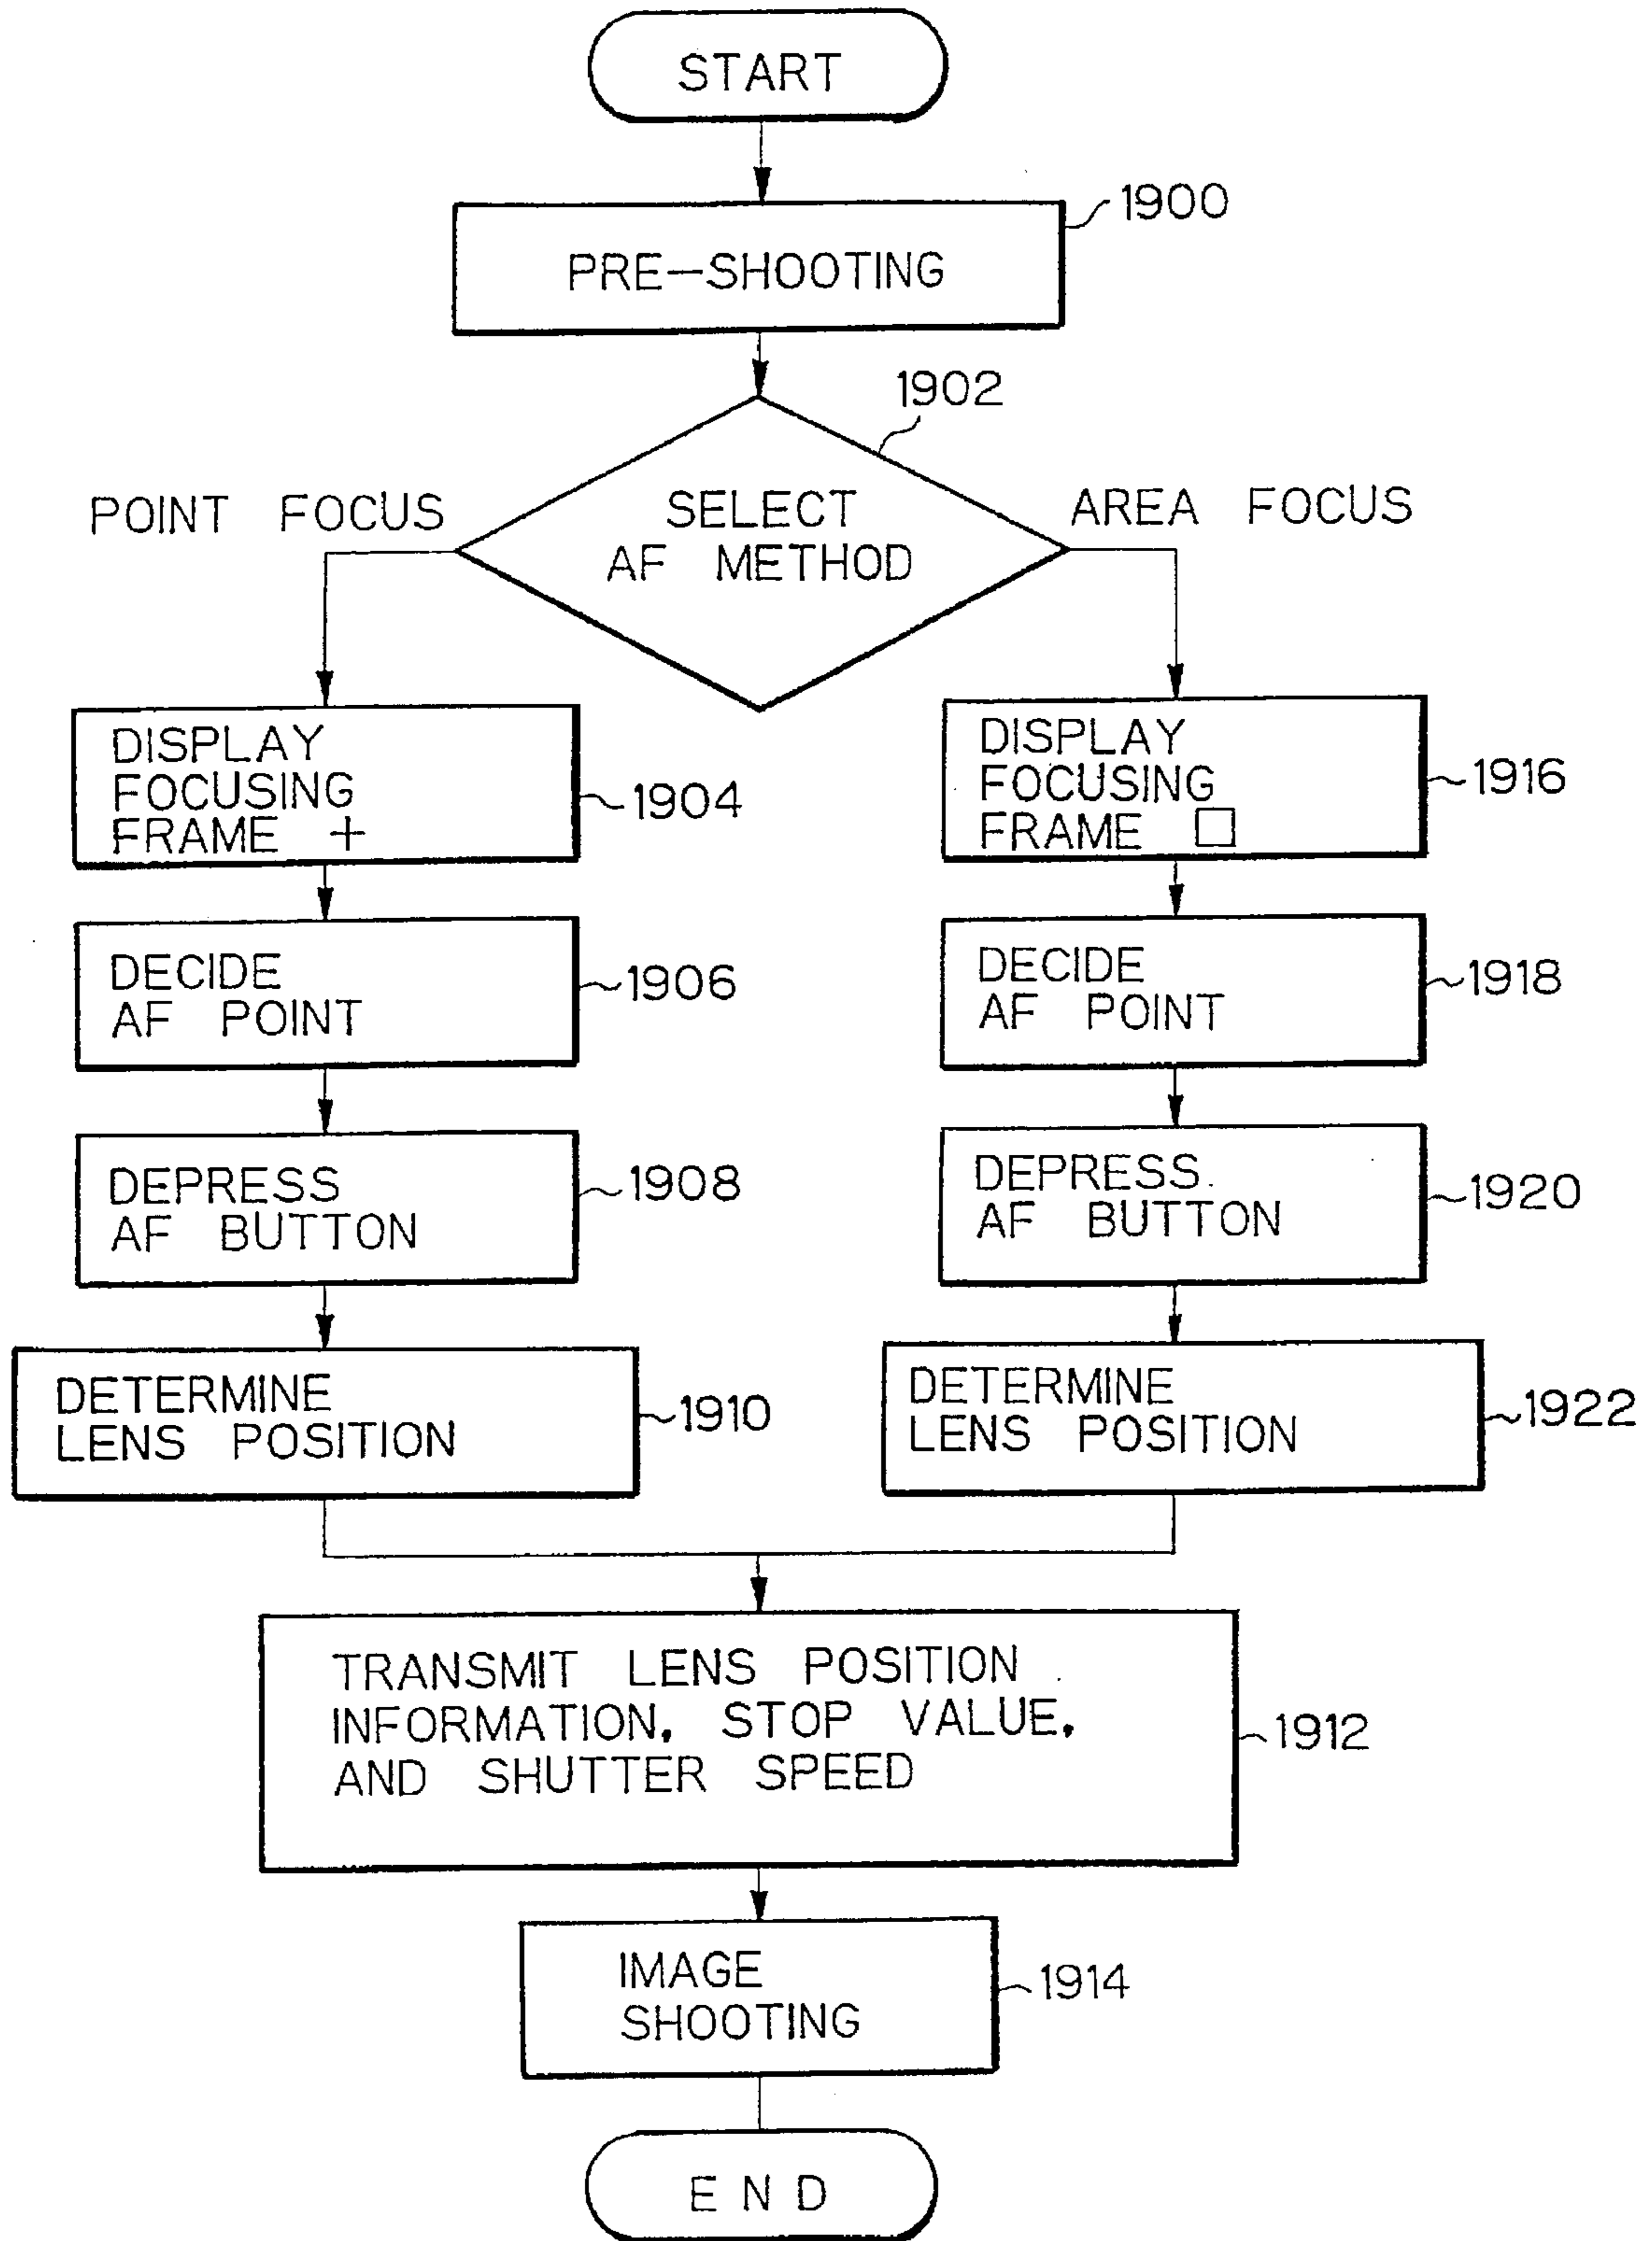 START
PRE-SHOOTING
1900
1902
SELECT
AF METHOD
POINT FOCUS
AREA FOCUS
DISPLAY
FOCUSING
FRAME +
1904
DECIDE
AF POINT
1906
DEPRESS
AF BUTTON
1908
DETERMINE
LENS POSITION
1910
DISPLAY
FOCUSING
FRAME □
1916
DECIDE
AF POINT
1918
DEPRESS
AF BUTTON
1920
DETERMINE
LENS POSITION
1922
TRANSMIT LENS POSITION
INFORMATION, STOP VALUE,
AND SHUTTER SPEED
1912
IMAGE
SHOOTING
1914
END